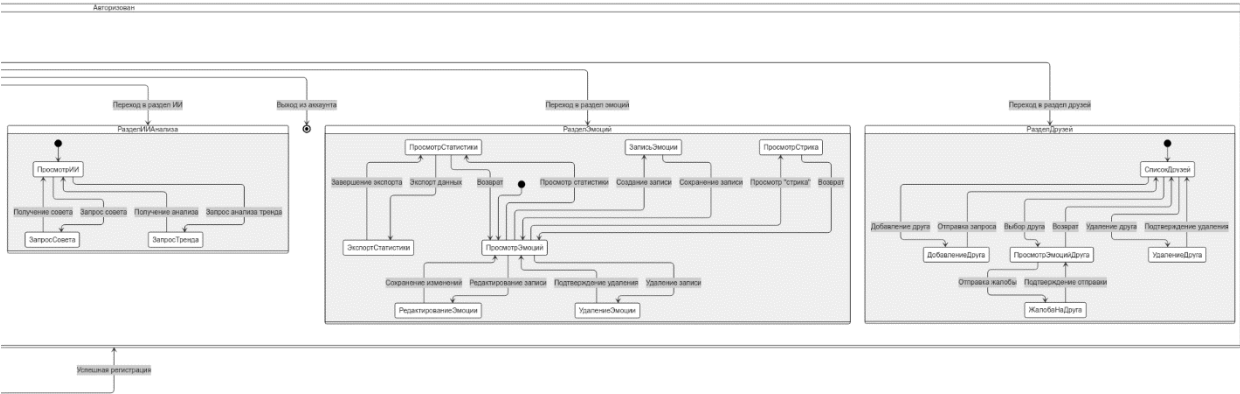 Авторизован
Переход в раздел ИИ
Выход из аккаунта
Переход в раздел эмоций
Переход в раздел друзей
РазделИИАнализа
РазделЭмоций
РазделДрузей
ПросмотрИИ
Получение совета
Запрос совета
Получение анализа
Запрос анализа тренда
ЗапросСовета
ЗапросТренда
ПросмотрСтатистики
ЗаписьЭмоции
ПросмотрСтрика
Завершение экспорта
Экспорт данных
Возврат
Просмотр статистики
Создание записи
Сохранение записи
Просмотр "стрика"
Возврат
ЭкспортСтатистики
ПросмотрЭмоций
Сохранение изменений
Редактирование записи
Подтверждение удаления
Удаление записи
РедактированиеЭмоции
УдалениеЭмоции
СписокДрузей
Добавление друга
Отправка запроса
Выбор друга
Возврат
Удаление друга
Подтверждение удаления
ДобавлениеДруга
ПросмотрЭмоцийДруга
УдалениеДруга
Отправка жалобы
Подтверждение отправки
ЖалобаНаДруга
Успешная регистрация